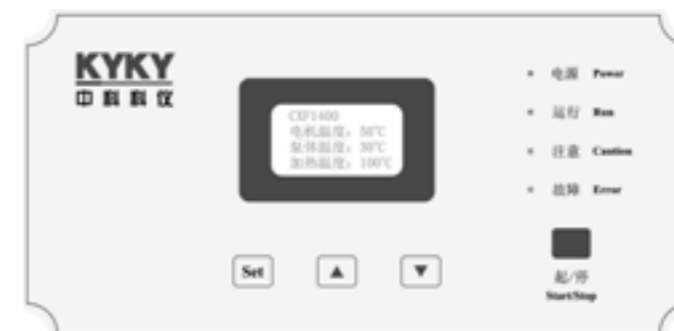 KYKY
中科科仪
CXF1400
电机温度：50℃
泵体温度：30℃
加热温度：100℃
电源 Power
运行 Run
注意 Caution
故障 Error
Set ▲ ▼
起/停
Start/Stop